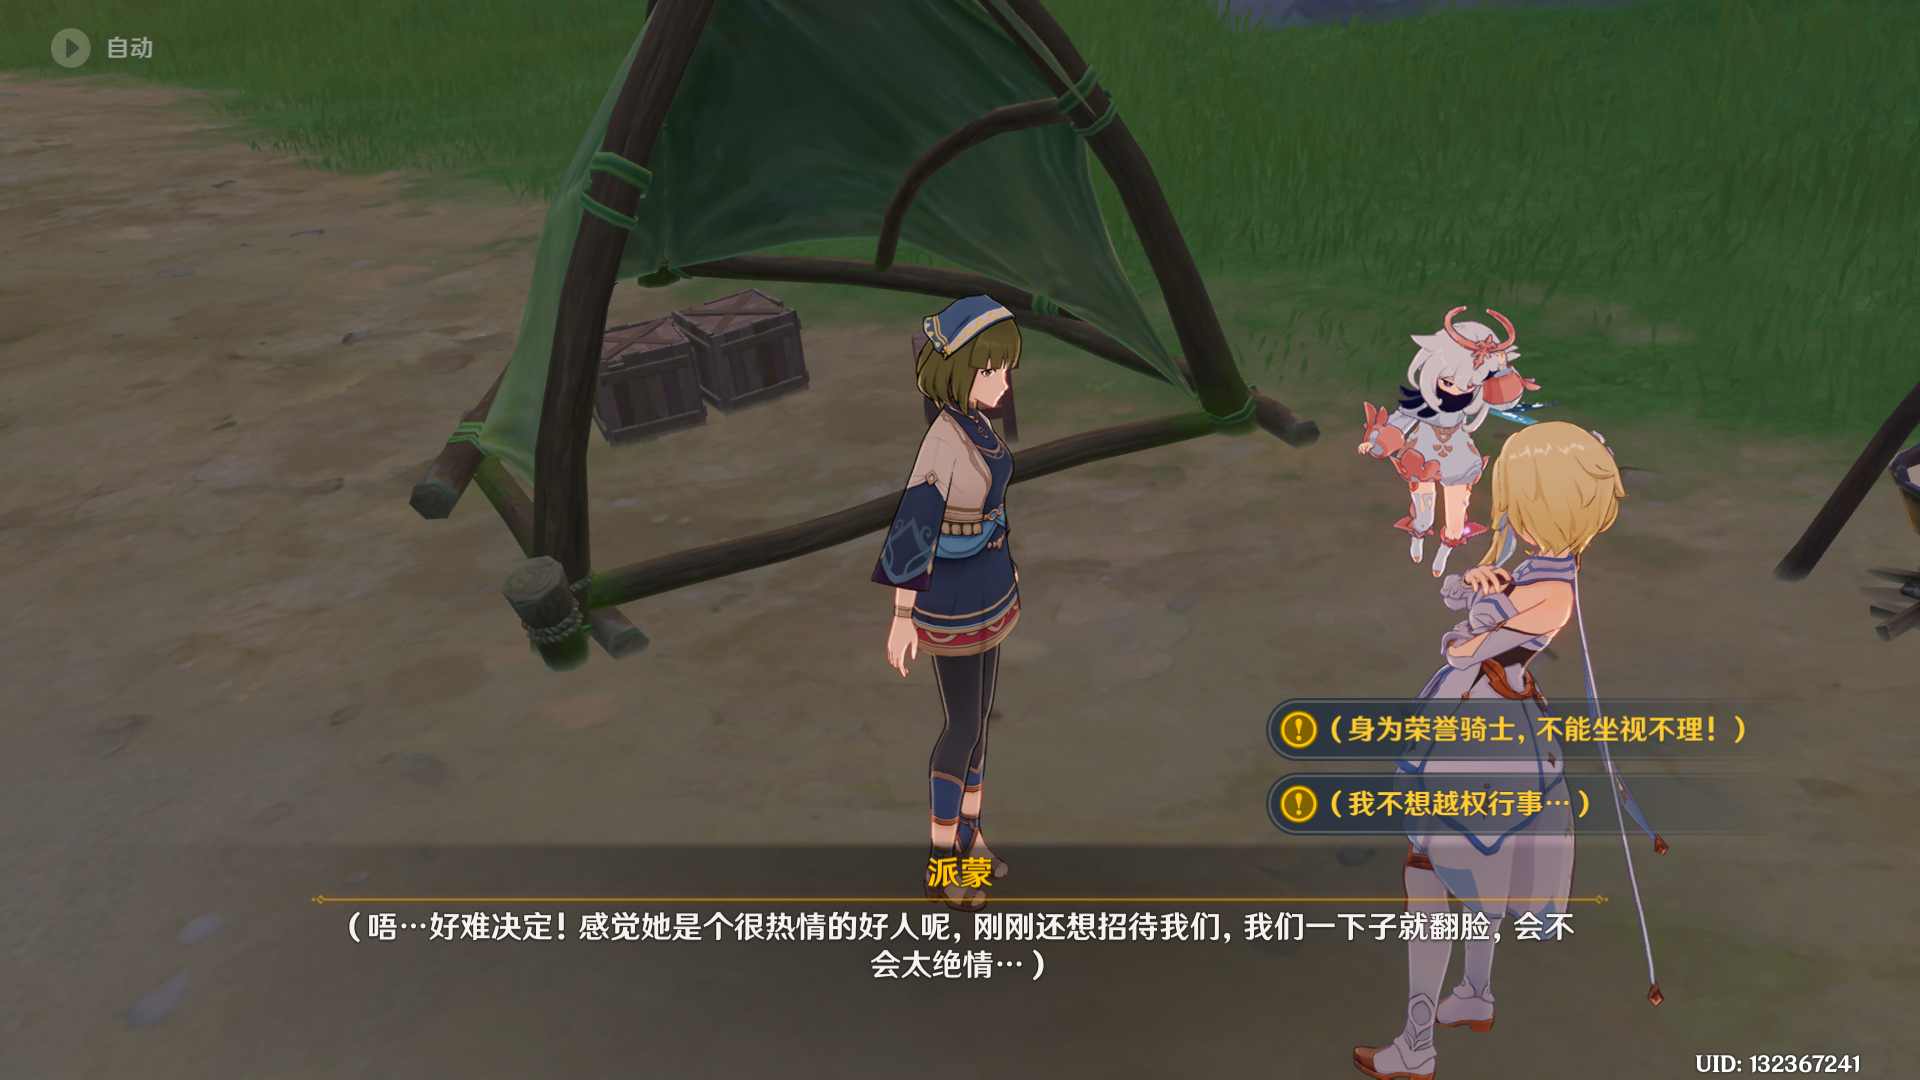 自动
（身为荣誉骑士，不能坐视不理！）
（我不想越权行事…）
派蒙
（唔…好难决定！感觉她是个很热情的好人呢，刚刚还想招待我们，我们一下子就翻脸，会不
会太绝情…）
UID: 132367241